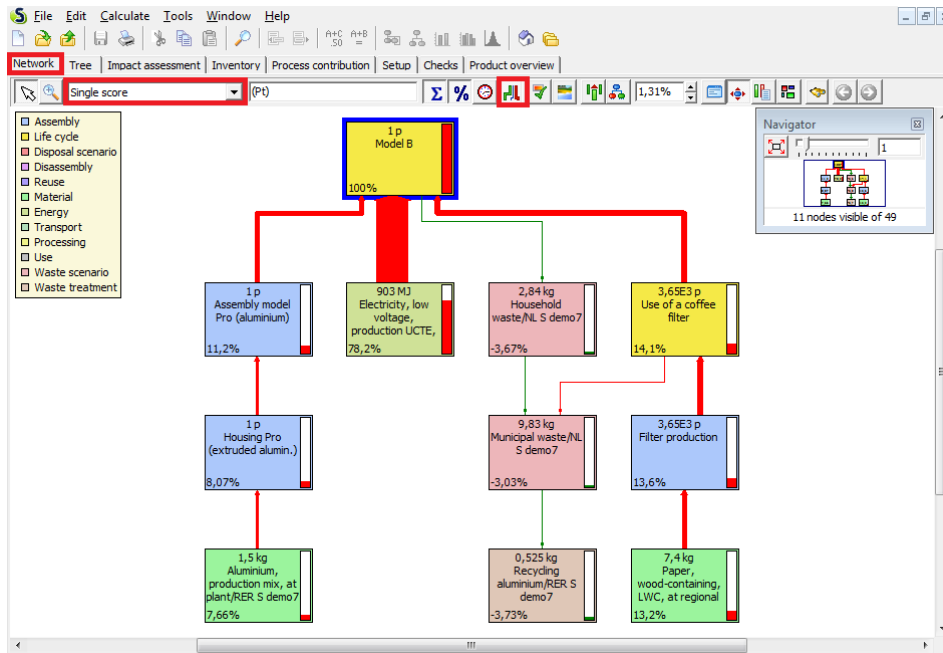 File Edit Calculate Tools Window Help
A+C .50 A+B =
Network Tree Impact assessment Inventory Process contribution Setup Checks Product overview
Single score (Pt) Σ % 1,31%
Assembly
Life cycle
Disposal scenario
Disassembly
Reuse
Material
Energy
Transport
Processing
Use
Waste scenario
Waste treatment
1 p
Model B
100%
Navigator
1
11 nodes visible of 49
1 p
Assembly model
Pro (aluminium)
11,2%
903 MJ
Electricity, low
voltage,
production UCTE,
78,2%
2,84 kg
Household
waste/NL S demo7
-3,67%
3,65E3 p
Use of a coffee
filter
14,1%
1 p
Housing Pro
(extruded alumin.)
8,07%
9,83 kg
Municipal waste/NL
S demo7
-3,03%
3,65E3 p
Filter production
13,6%
1,5 kg
Aluminium,
production mix, at
plant/RER S demo7
7,66%
0,525 kg
Recycling
aluminium/RER S
demo7
-3,73%
7,4 kg
Paper,
wood-containing,
LWC, at regional
13,2%